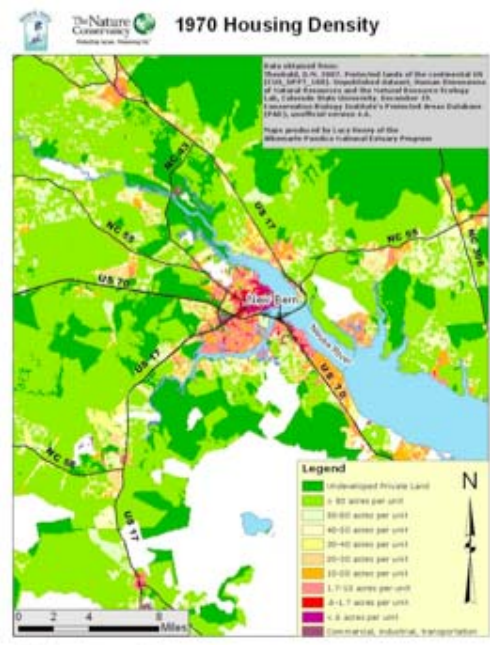 The Nature
Conservancy
Protecting nature. Preserving life.
1970 Housing Density
Data obtained from:
Theobald, D.M. 2007. Protected lands of the continental US
Unpublished dataset, Human Dimensions
of Natural Resources and the Natural Resource Ecology
Lab, Colorado State University, December
Conservation Biology Institute's Protected Areas Database
(PAD), unofficial version
Maps produced by Lucy Henry of the
Albemarle Pamlico National Estuary Program
NC 43
US 17
NC 55
NC 55
NC 306
US 70
New Bern
Neuse River
US 17
US 70
US 17
Legend
Undeveloped Private Land
> 80 acres per unit
50-80 acres per unit
40-50 acres per unit
30-40 acres per unit
20-30 acres per unit
10-20 acres per unit
1.7-10 acres per unit
.6-1.7 acres per unit
<.6 acres per unit
Commercial, industrial, transportation
N
0 2 4 8
Miles